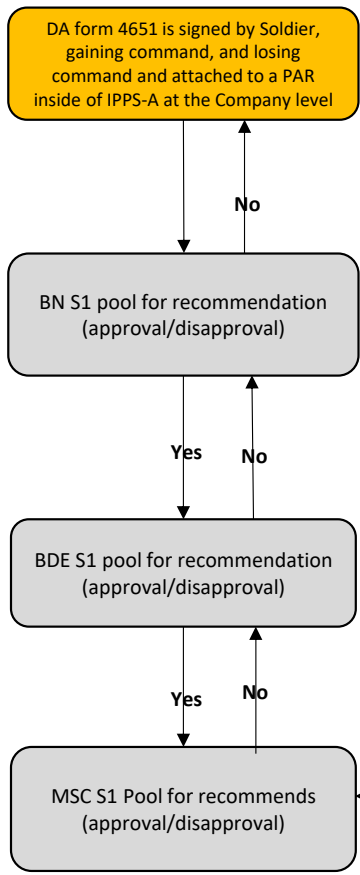 DA form 4651 is signed by Soldier,
gaining command, and losing
command and attached to a PAR
inside of IPPS-A at the Company level
No
BN S1 pool for recommendation
(approval/disapproval)
Yes
No
BDE S1 pool for recommendation
(approval/disapproval)
Yes
No
MSC S1 Pool for recommends
(approval/disapproval)